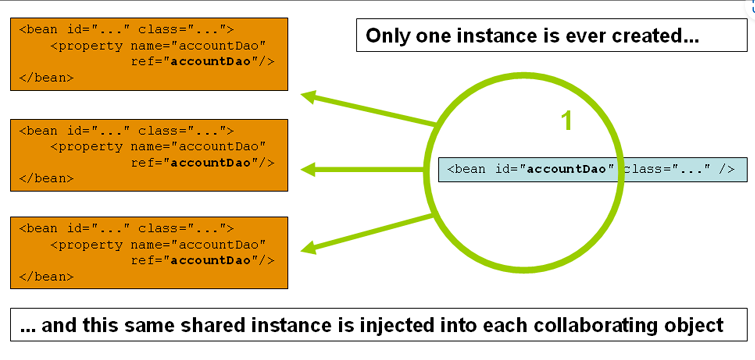 <bean id="..." class="...">
<property name="accountDao"
ref="accountDao"/>
</bean>
Only one instance is ever created...
<bean id="..." class="...">
<property name="accountDao"
ref="accountDao"/>
</bean>
1
<bean id="accountDao" class="..." />
<bean id="..." class="...">
<property name="accountDao"
ref="accountDao"/>
</bean>
... and this same shared instance is injected into each collaborating object